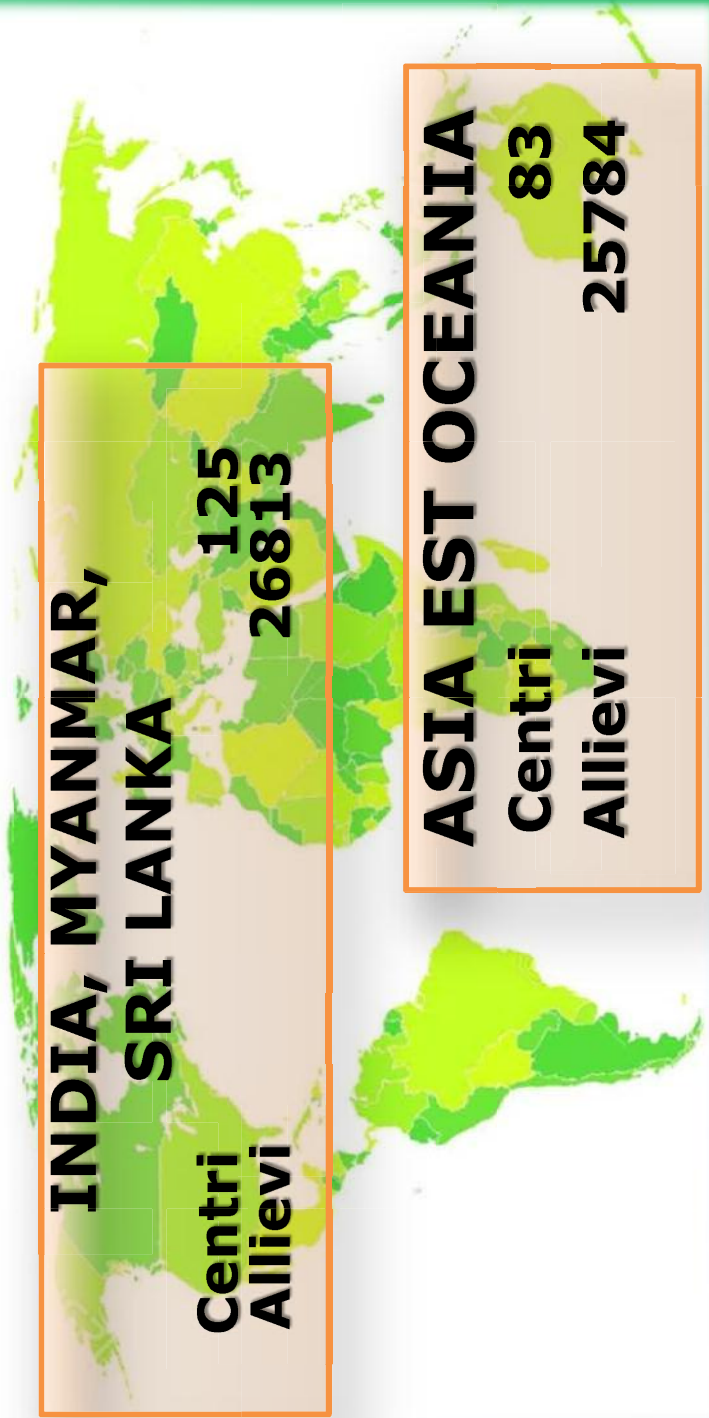 INDIA, MYANMAR,
SRI LANKA
Centri 125
Allievi 26813
ASIA EST OCEANIA
Centri 83
Allievi 25784